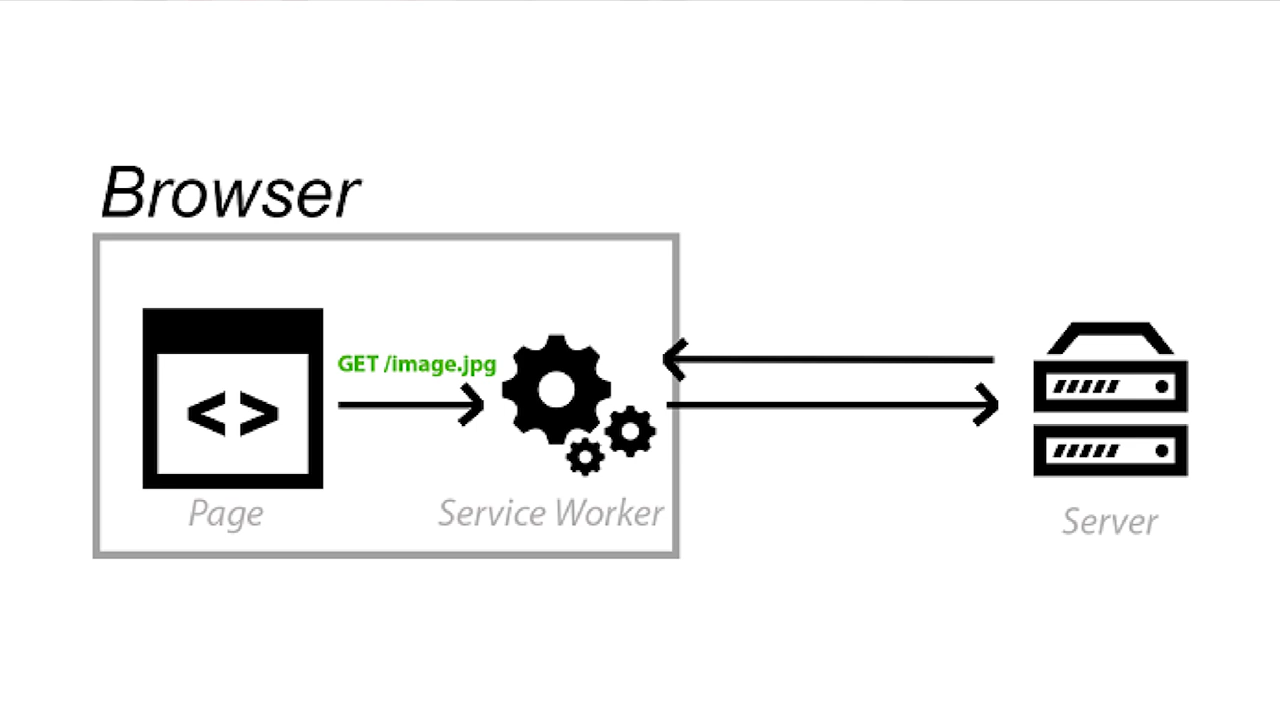 Browser
GET /image.jpg
< >
Page
Service Worker
Server